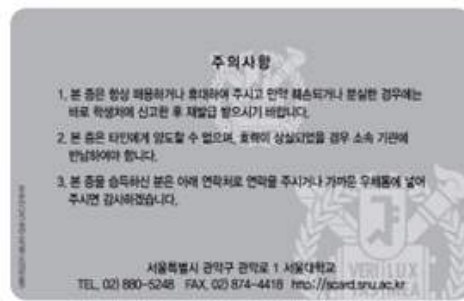 주의사항
1. 본 증은 항상 패용하거나 휴대하여 주시고 만약 훼손되거나 분실한 경우에는
바로 학생처에 신고한 후 재발급 받으시기 바랍니다.
2. 본 증은 타인에게 양도할 수 없으며, 효력이 상실되었을 경우 소속 기관에
반납하여야 합니다.
3. 본 증을 습득하신 분은 아래 연락처로 연락을 주시거나 가까운 우체통에 넣어
주시면 감사하겠습니다.
VERI LUX
서울특별시 관악구 관악로 1 서울대학교
TEL. 02) 880-5248 FAX. 02) 874-4418 http://scard.snu.ac.kr